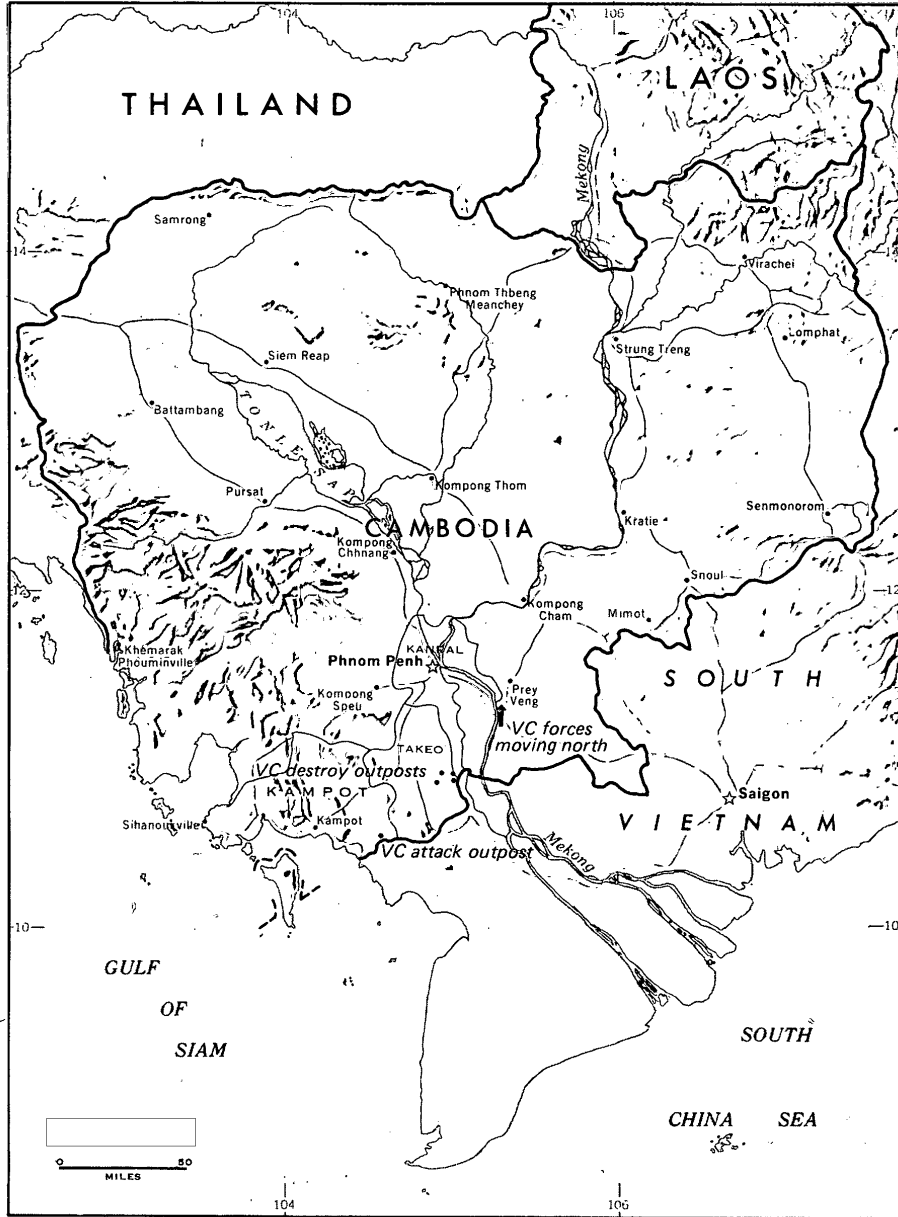 104
106
THAILAND
LAOS
Mekong
Samrong
14
14
Virachei
Phnom Thbeng
Meanchey
Lomphat
Strung Treng
Siem Reap
Battambang
TONLE SAP
Kompong Thom
Pursat
Senmonorom
Kratie
CAMBODIA
Kompong
Chhnang
Snoul
12
Kompong
Cham
Mimot
KANDAL
Khemarak
Phouminville
Phnom Penh
SOUTH
Kompong
Speu
Prey
Veng
VC forces
moving north
TAKEO
VC destroy outposts
KAMPOT
Saigon
Sihanoukville
Kampot
VIETNAM
VC attack outpost
Mekong
10
10
GULF
OF
SIAM
SOUTH
CHINA SEA
0 50
MILES
104
106